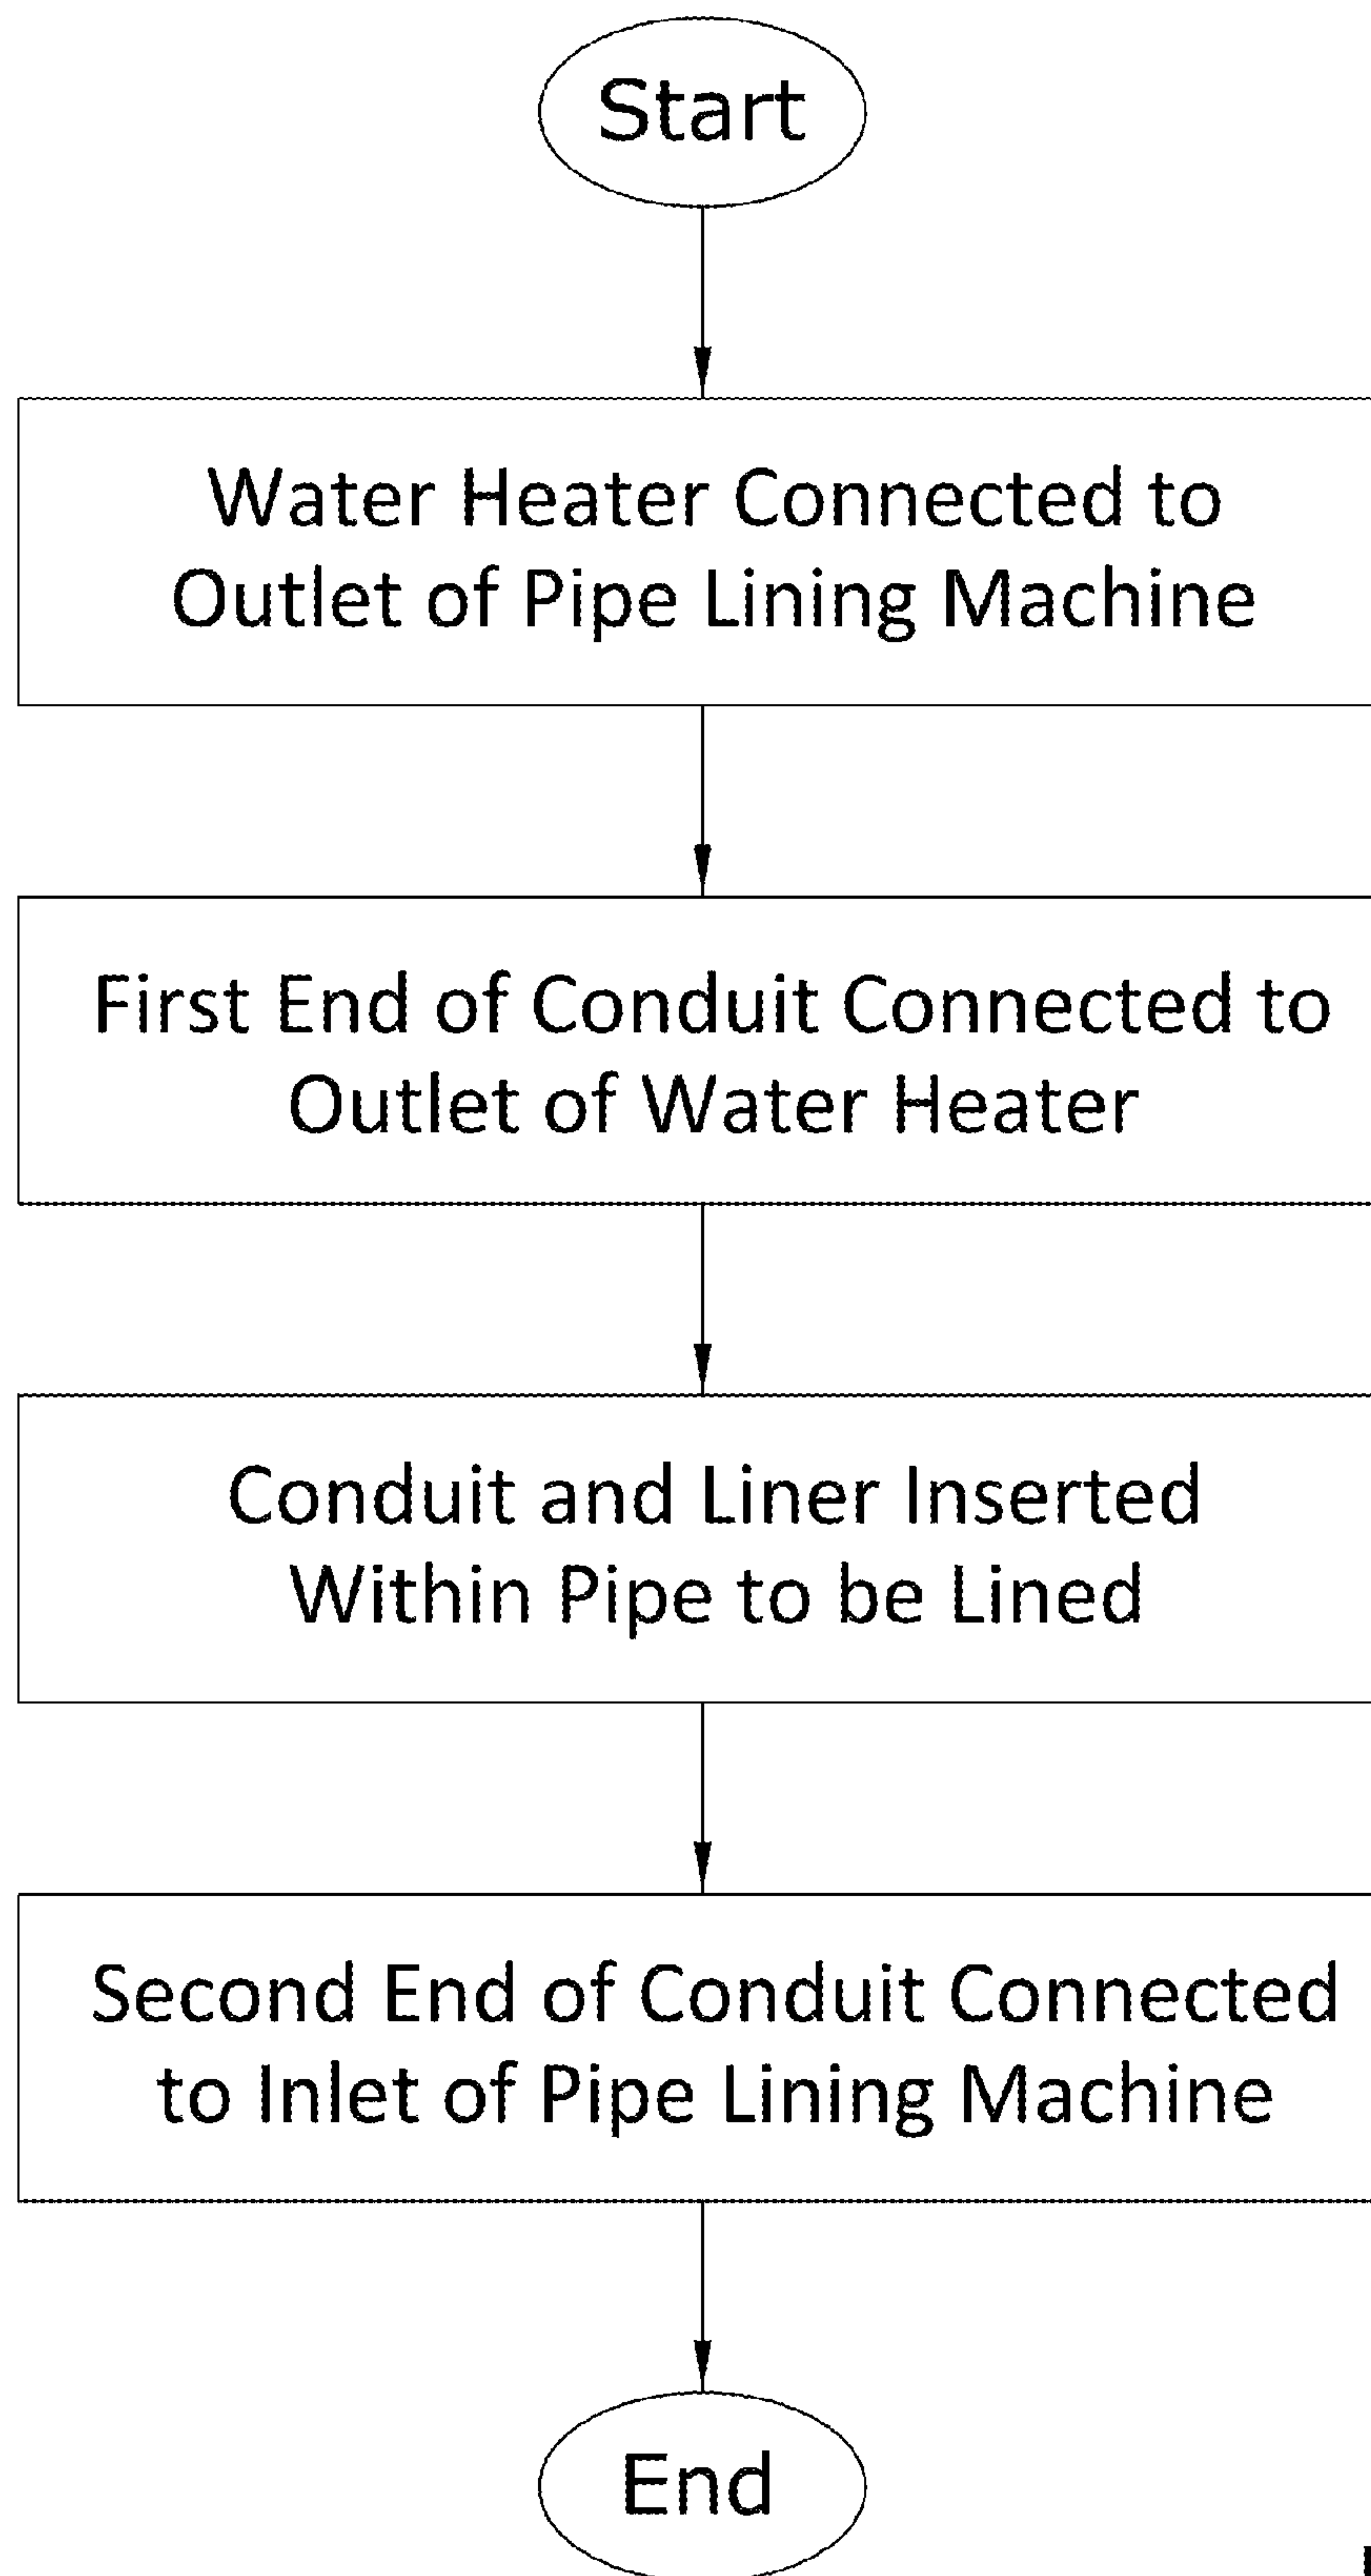 Start
Water Heater Connected to
Outlet of Pipe Lining Machine
First End of Conduit Connected to
Outlet of Water Heater
Conduit and Liner Inserted
Within Pipe to be Lined
Second End of Conduit Connected
to Inlet of Pipe Lining Machine
End